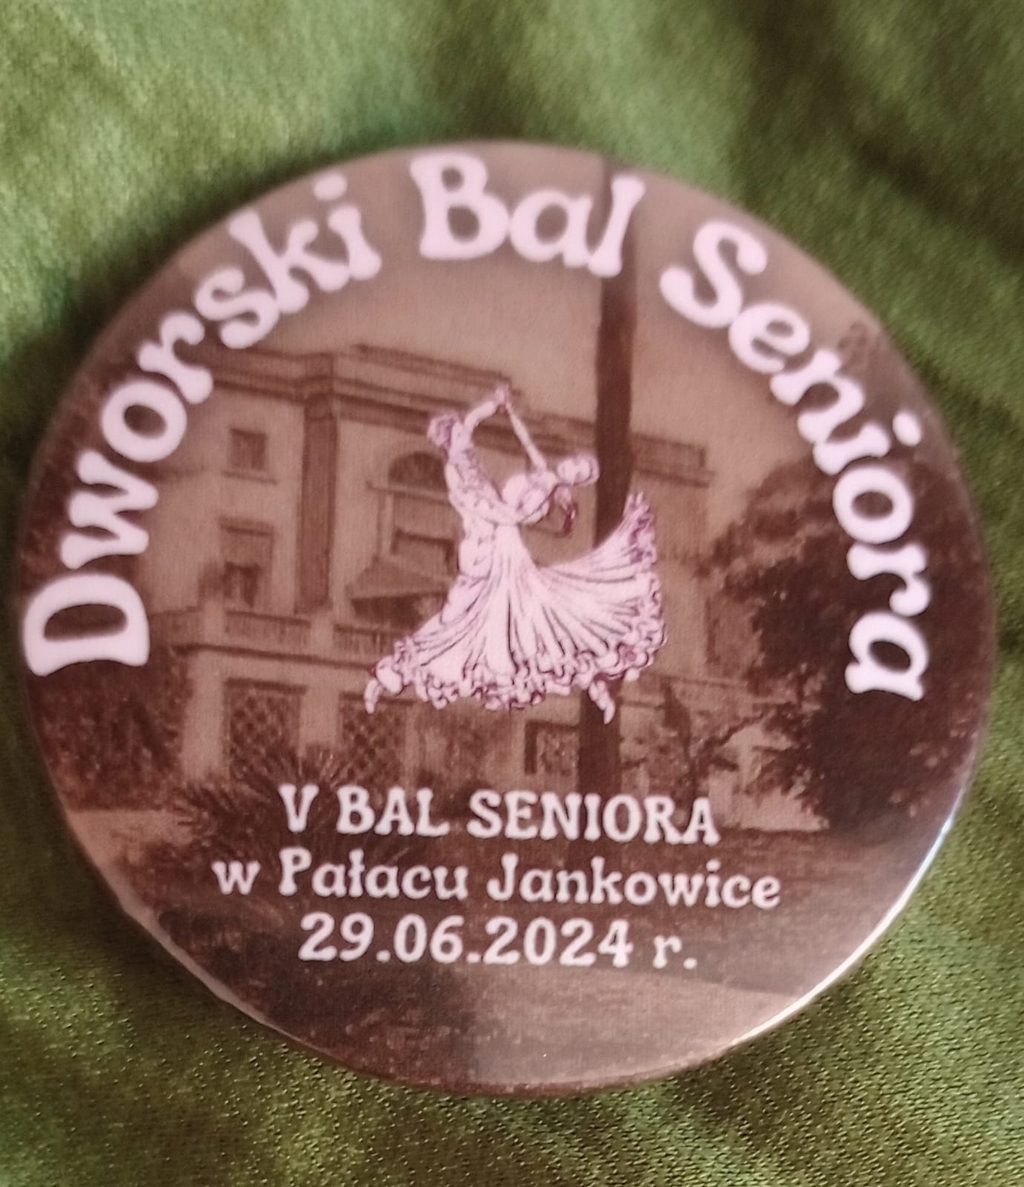 Dworski Bal Seniora
V BAL SENIORA
w Pałacu Jankowice
29.06.2024 r.